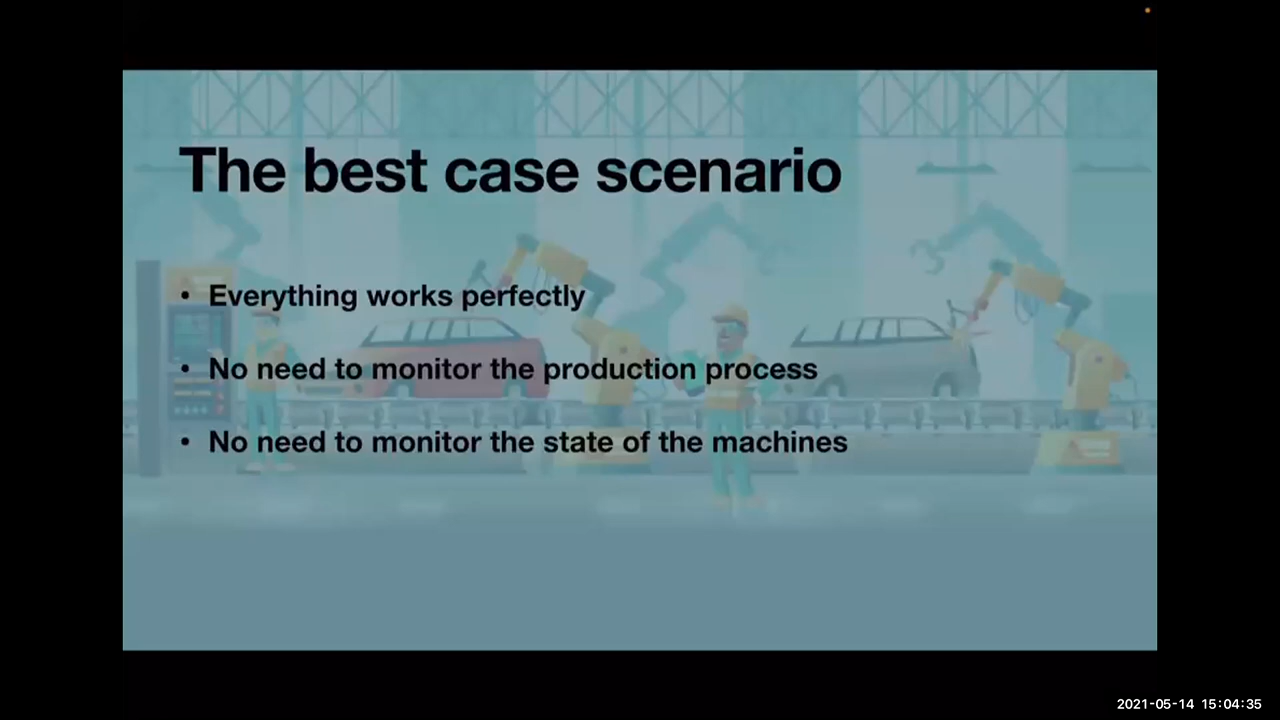 The best case scenario
• Everything works perfectly
• No need to monitor the production process
• No need to monitor the state of the machines
2021-05-14 15:04:35